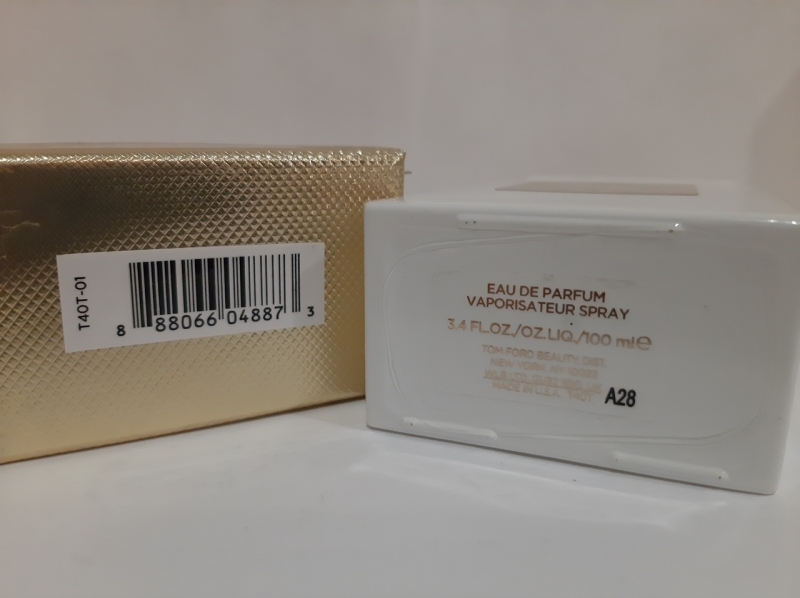 T40T-01
8 88066 04887 3
EAU DE PARFUM
VAPORISATEUR SPRAY
3.4 FL.OZ./OZ.LIQ./100 ml℮
TOM FORD BEAUTY DIST.
NEW YORK, NY
MADE IN U.S.A.
A28